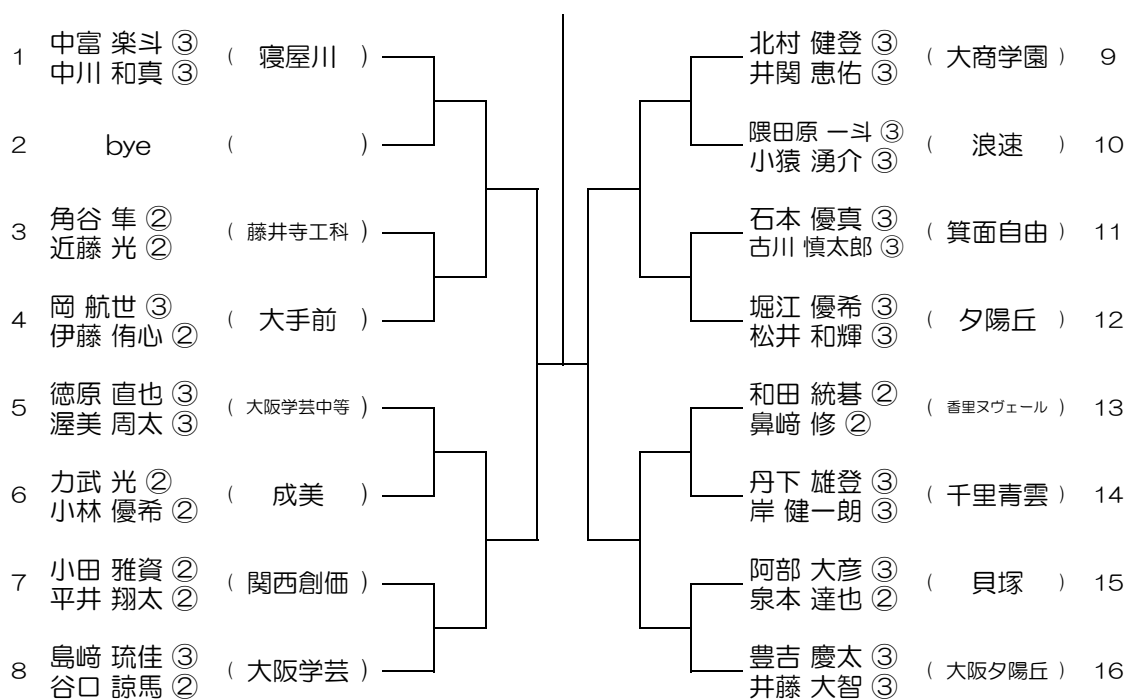 1 中富 楽斗 ③ 中川 和真 ③ ( 寝屋川 )
2 bye ( )
3 角谷 隼 ② 近藤 光 ② ( 藤井寺工科 )
4 岡 航世 ③ 伊藤 侑心 ② ( 大手前 )
5 徳原 直也 ③ 渥美 周太 ③ ( 大阪学芸中等 )
6 力武 光 ② 小林 優希 ② ( 成美 )
7 小田 雅資 ② 平井 翔太 ② ( 関西創価 )
8 島﨑 琉佳 ③ 谷口 諒馬 ② ( 大阪学芸 )
北村 健登 ③ 井関 恵佑 ③ ( 大商学園 ) 9
隈田原 一斗 ③ 小猿 湧介 ③ ( 浪速 ) 10
石本 優真 ③ 古川 慎太郎 ③ ( 箕面自由 ) 11
堀江 優希 ③ 松井 和輝 ③ ( 夕陽丘 ) 12
和田 統碁 ② 鼻﨑 修 ② ( 香里ヌヴェール ) 13
丹下 雄登 ③ 岸 健一朗 ③ ( 千里青雲 ) 14
阿部 大彦 ③ 泉本 達也 ② ( 貝塚 ) 15
豊吉 慶太 ③ 井藤 大智 ③ ( 大阪夕陽丘 ) 16